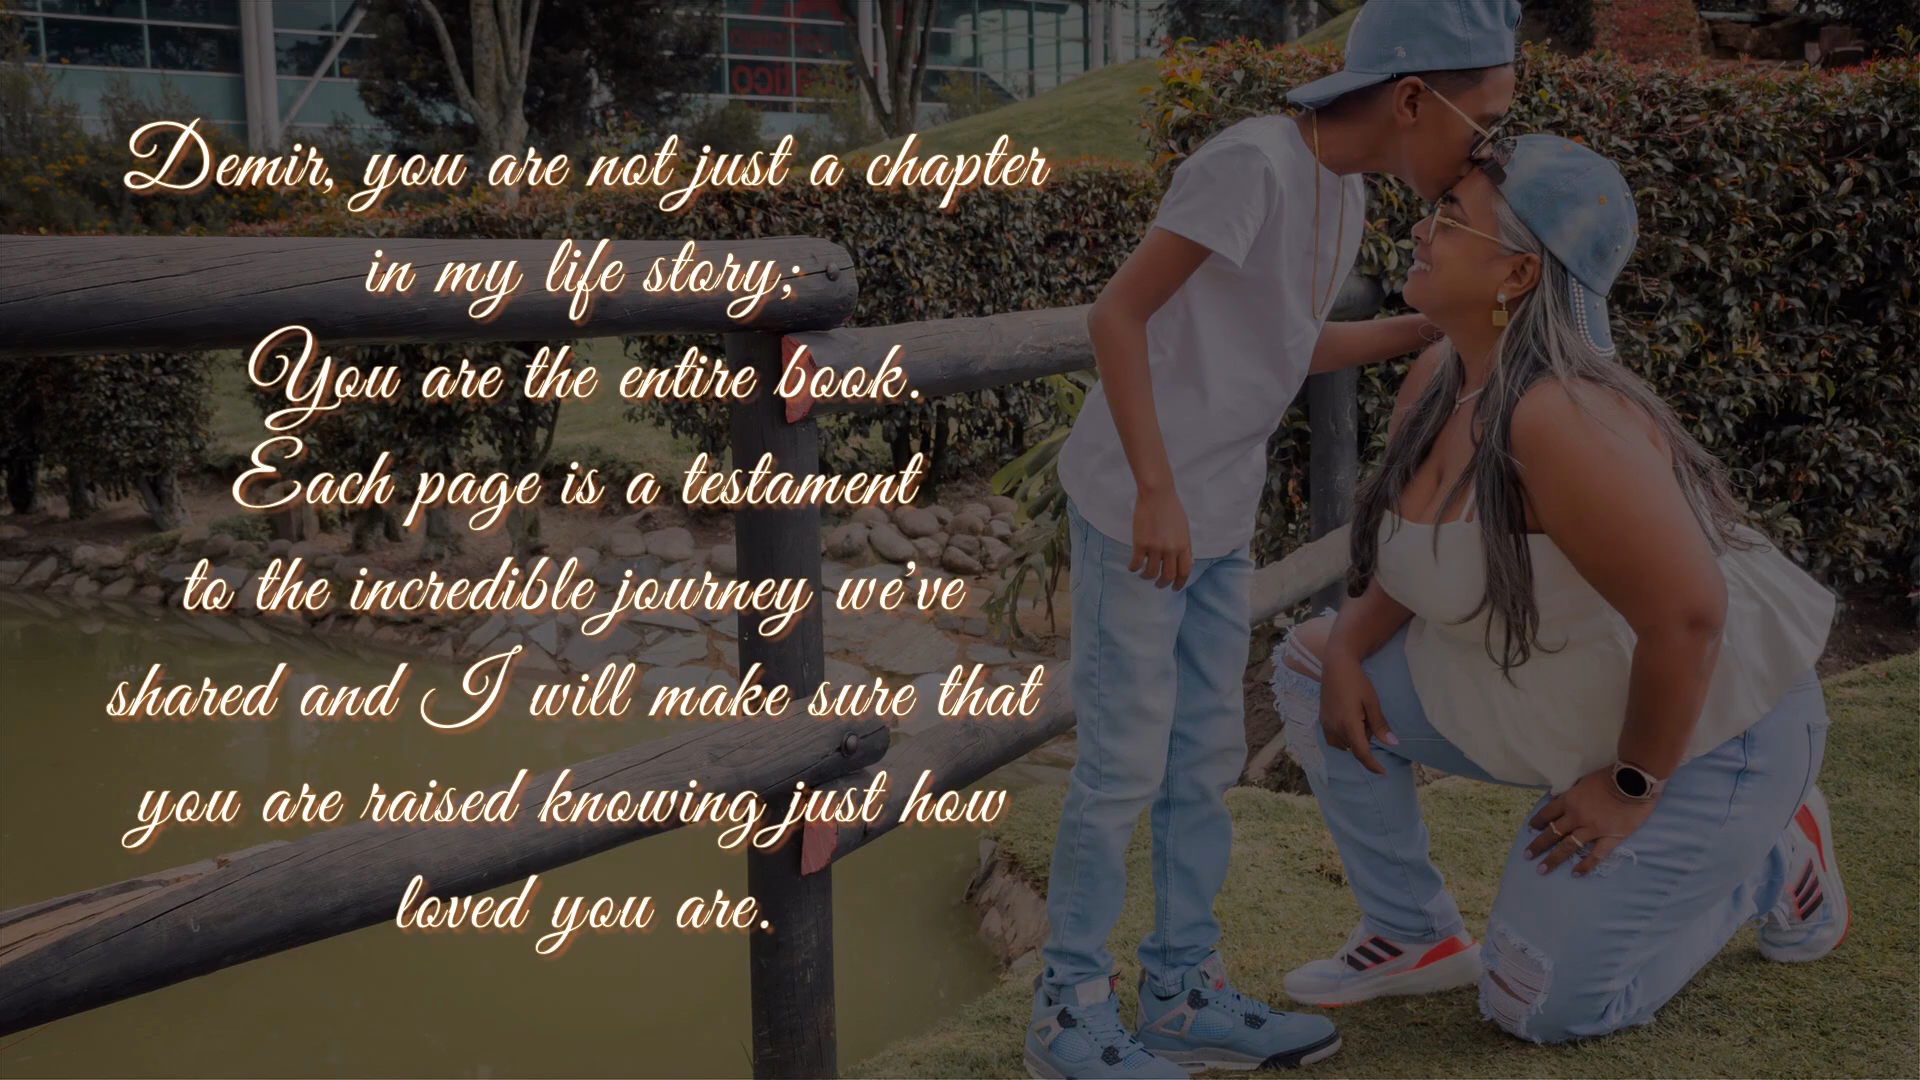 Demir, you are not just a chapter
in my life story;
You are the entire book.
Each page is a testament
to the incredible journey we've
shared and I will make sure that
you are raised knowing just how
loved you are.